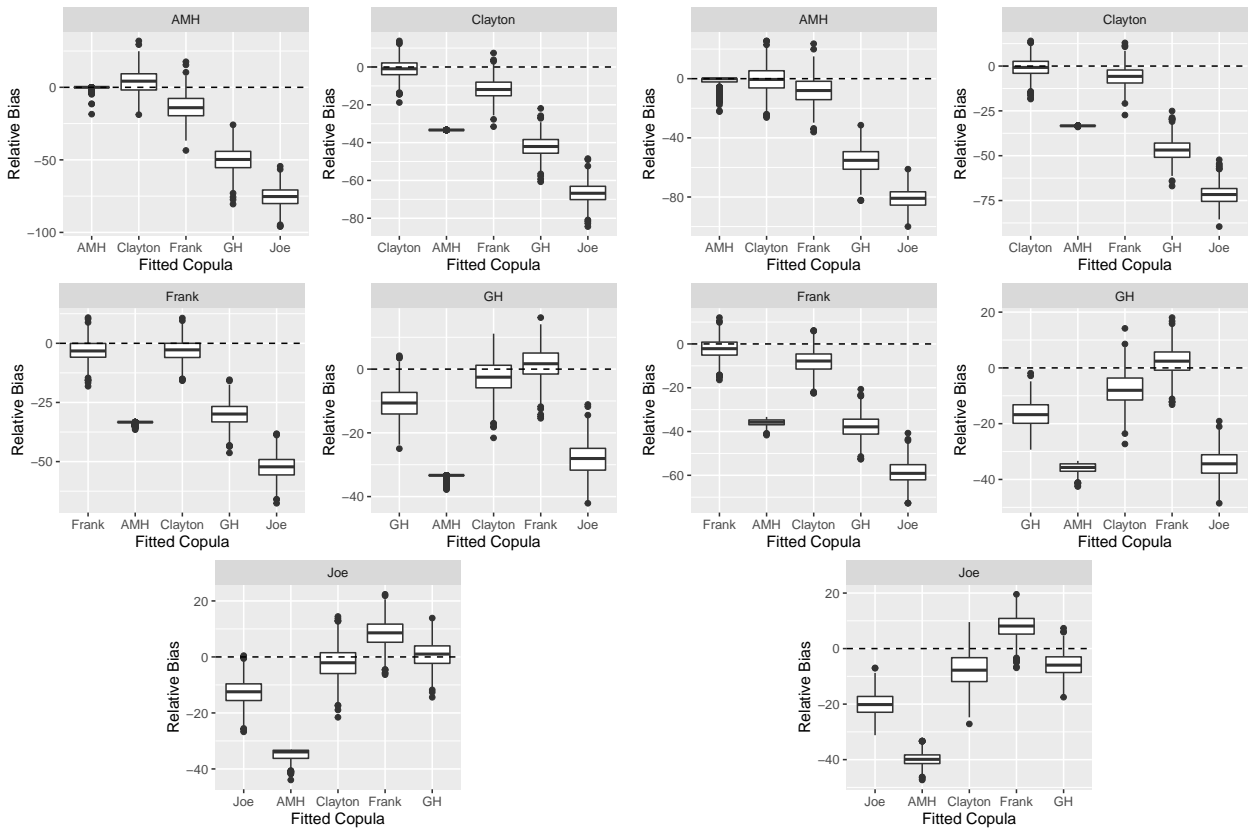 AMH
Relative Bias
0
−50
−100
AMH Clayton Frank GH Joe
Fitted Copula
Clayton
Relative Bias
0
−20
−40
−60
−80
Clayton AMH Frank GH Joe
Fitted Copula
AMH
Relative Bias
0
−40
−80
AMH Clayton Frank GH Joe
Fitted Copula
Clayton
Relative Bias
0
−25
−50
−75
Clayton AMH Frank GH Joe
Fitted Copula
Frank
Relative Bias
0
−25
−50
Frank AMH Clayton GH Joe
Fitted Copula
GH
Relative Bias
0
−20
−40
GH AMH Clayton Frank Joe
Fitted Copula
Frank
Relative Bias
0
−20
−40
−60
Frank AMH Clayton GH Joe
Fitted Copula
GH
Relative Bias
20
0
−20
−40
GH AMH Clayton Frank Joe
Fitted Copula
Joe
Relative Bias
20
0
−20
−40
Joe AMH Clayton Frank GH
Fitted Copula
Joe
Relative Bias
20
0
−20
−40
Joe AMH Clayton Frank GH
Fitted Copula